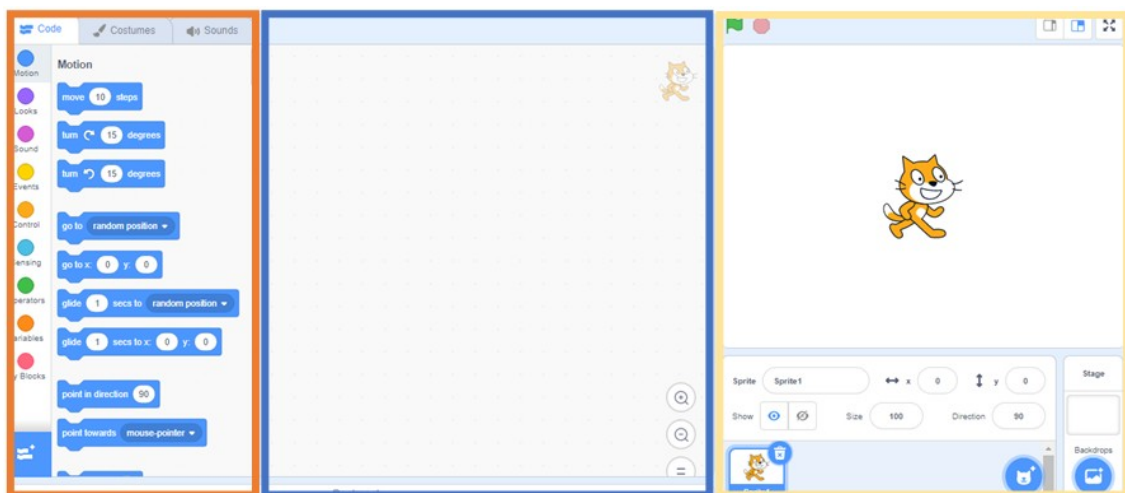 Code Costumes Sounds
Motion
Motion
move 10 steps
Looks
turn 15 degrees
Sound
turn 15 degrees
Events
go to random position
Control
go to x: 0 y: 0
ensing
glide 1 secs to random position
perators
glide 1 secs to x: 0 y: 0
ariables
y Blocks
point in direction 90
point towards mouse-pointer
Sprite Sprite1 x 0 y 0
Show Size 100 Direction 90
Stage
Backdrops